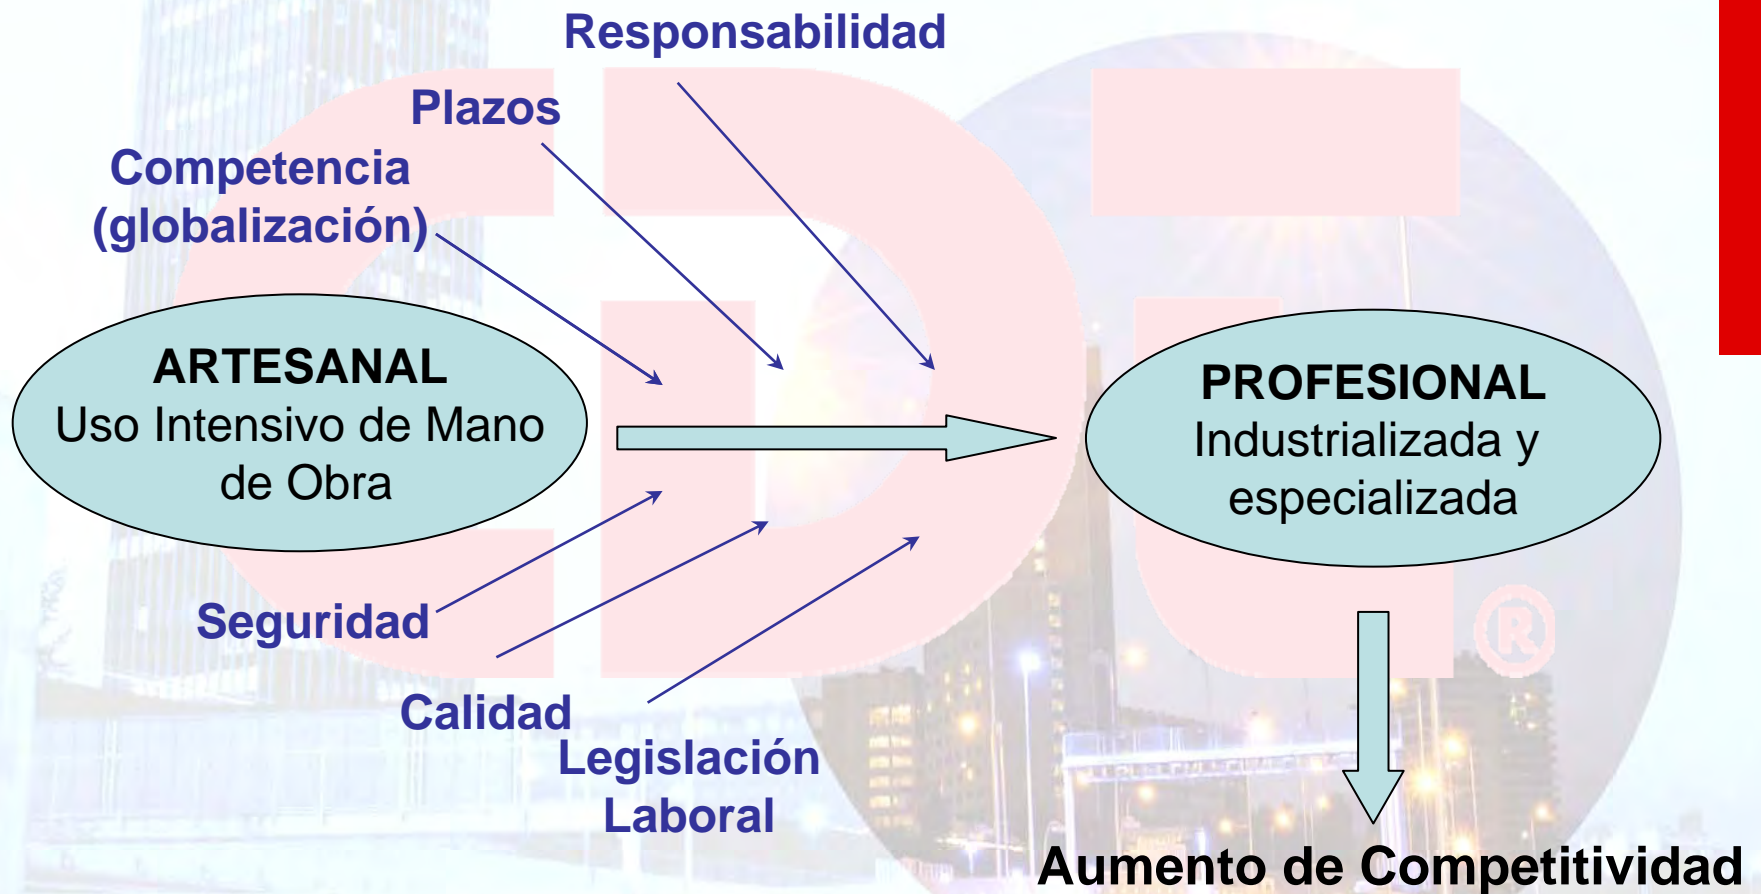 Responsabilidad
Plazos
Competencia
(globalización)
ARTESANAL
Uso Intensivo de Mano
de Obra
PROFESIONAL
Industrializada y
especializada
Seguridad
Calidad
Legislación
Laboral
Aumento de Competitividad
CDT
®